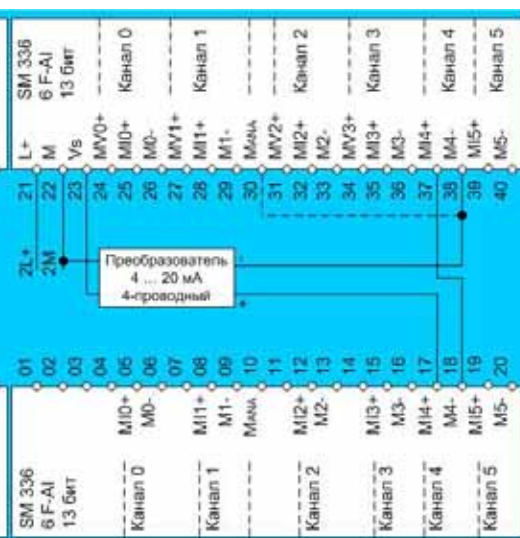 SM 336
6 F-AI
13 бит
Канал 0
Канал 1
Канал 2
Канал 3
Канал 4
Канал 5
L+
M
Vs
MV0+
MI0+
M0-
MV1+
MI1+
M1-
MANA
MV2+
MI2+
M2-
MV3+
MI3+
M3-
MI4+
M4-
MI5+
M5-
21
22
23
24
25
26
27
28
29
30
31
32
33
34
35
36
37
38
39
40
2L+
2M
Преобразователь
4 ... 20 мА
4-проводный
-
+
01
02
03
04
05
06
07
08
09
10
11
12
13
14
15
16
17
18
19
20
MI0+
M0-
MI1+
M1-
MANA
MI2+
M2-
MI3+
M3-
MI4+
M4-
MI5+
M5-
SM 336
6 F-AI
13 бит
Канал 0
Канал 1
Канал 2
Канал 3
Канал 4
Канал 5